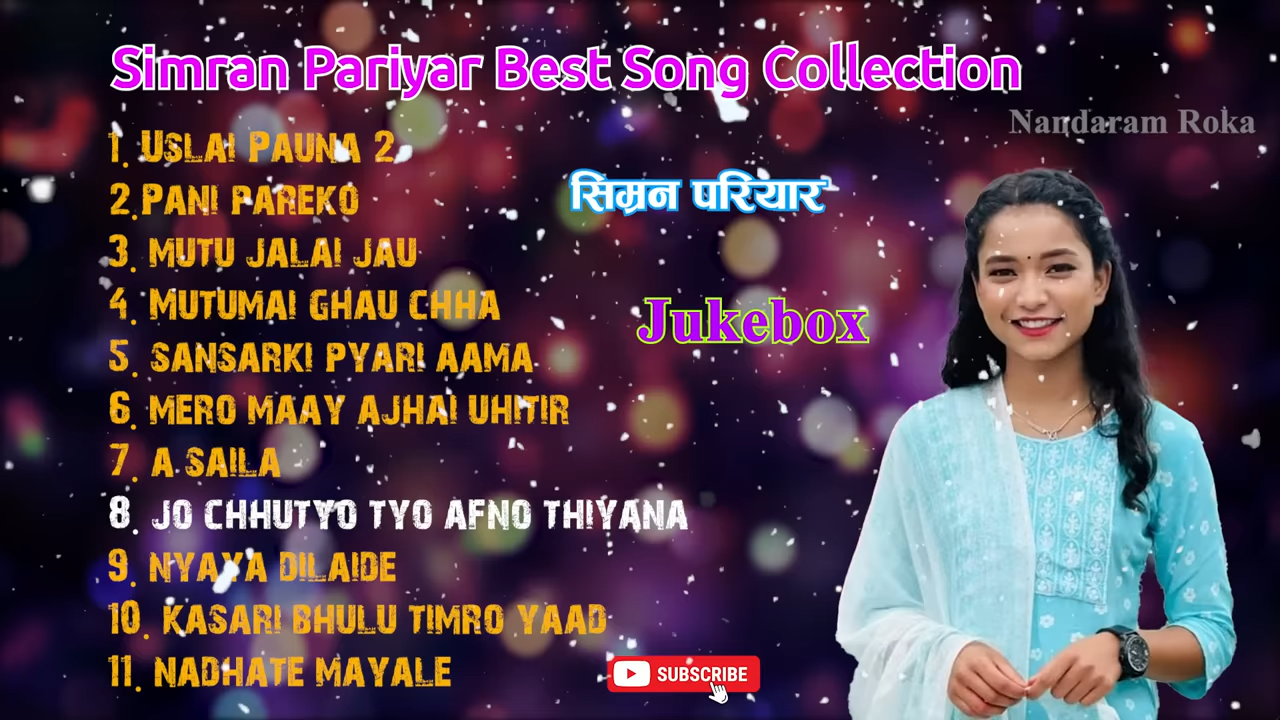 Simran Pariyar Best Song Collection
Nandaram Roka
1. USLAI PAUNA 2
2. PANI PAREKO
3. MUTU JALAI JAU
4. MUTUMAI GHAU CHHA
5. SANSARKI PYARI AAMA
6. MERO MAAY AJHAI UHITIR
7. A SAILA
8. JO CHHUTYO TYO AFNO THIYANA
9. NYAYA DILAIDE
10. KASARI BHULU TIMRO YAAD
11. NADHATE MAYALE
सिम्रन परियार
Jukebox
SUBSCRIBE